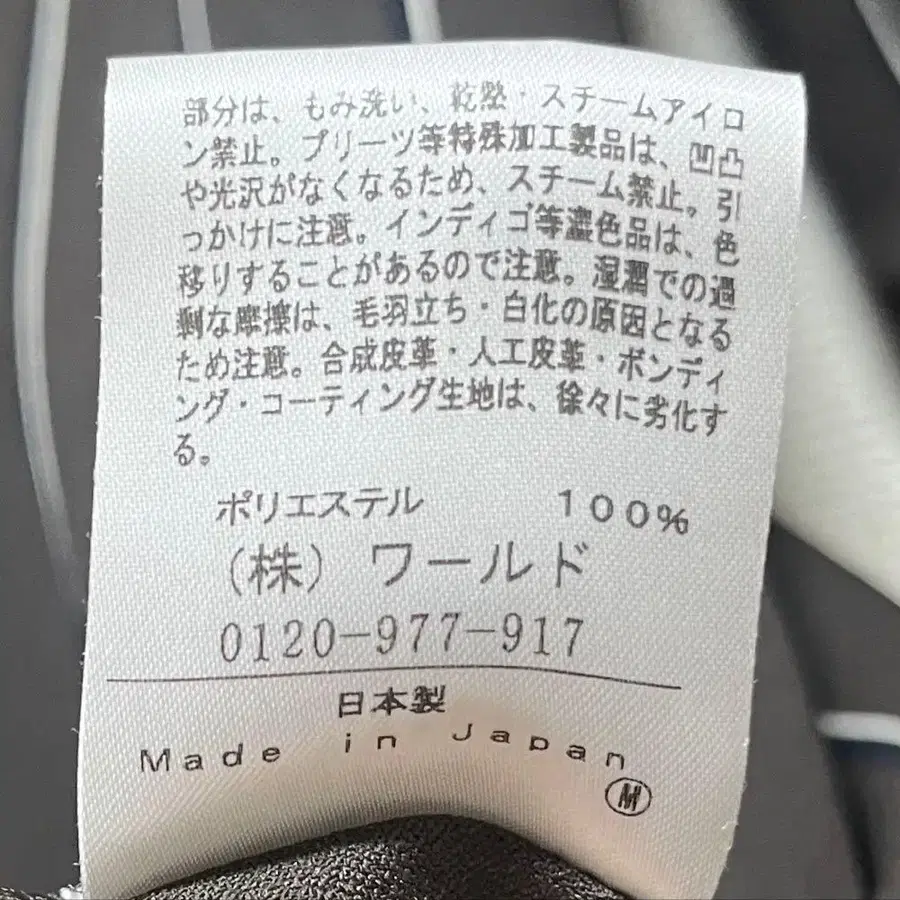 部分は、もみ洗い、乾燥・スチームアイロ
ン禁止。プリーツ等特殊加工製品は、凹凸
や光沢がなくなるため、スチーム禁止。引
っかけに注意。インディゴ等濃色品は、色
移りすることがあるので注意。湿潤での過
剰な摩擦は、毛羽立ち・白化の原因となる
ため注意。合成皮革・人工皮革・ボンディ
ング・コーティング生地は、徐々に劣化す
る。
ポリエステル 100%
(株) ワールド
0120-977-917
日本製
Made in Japan
M